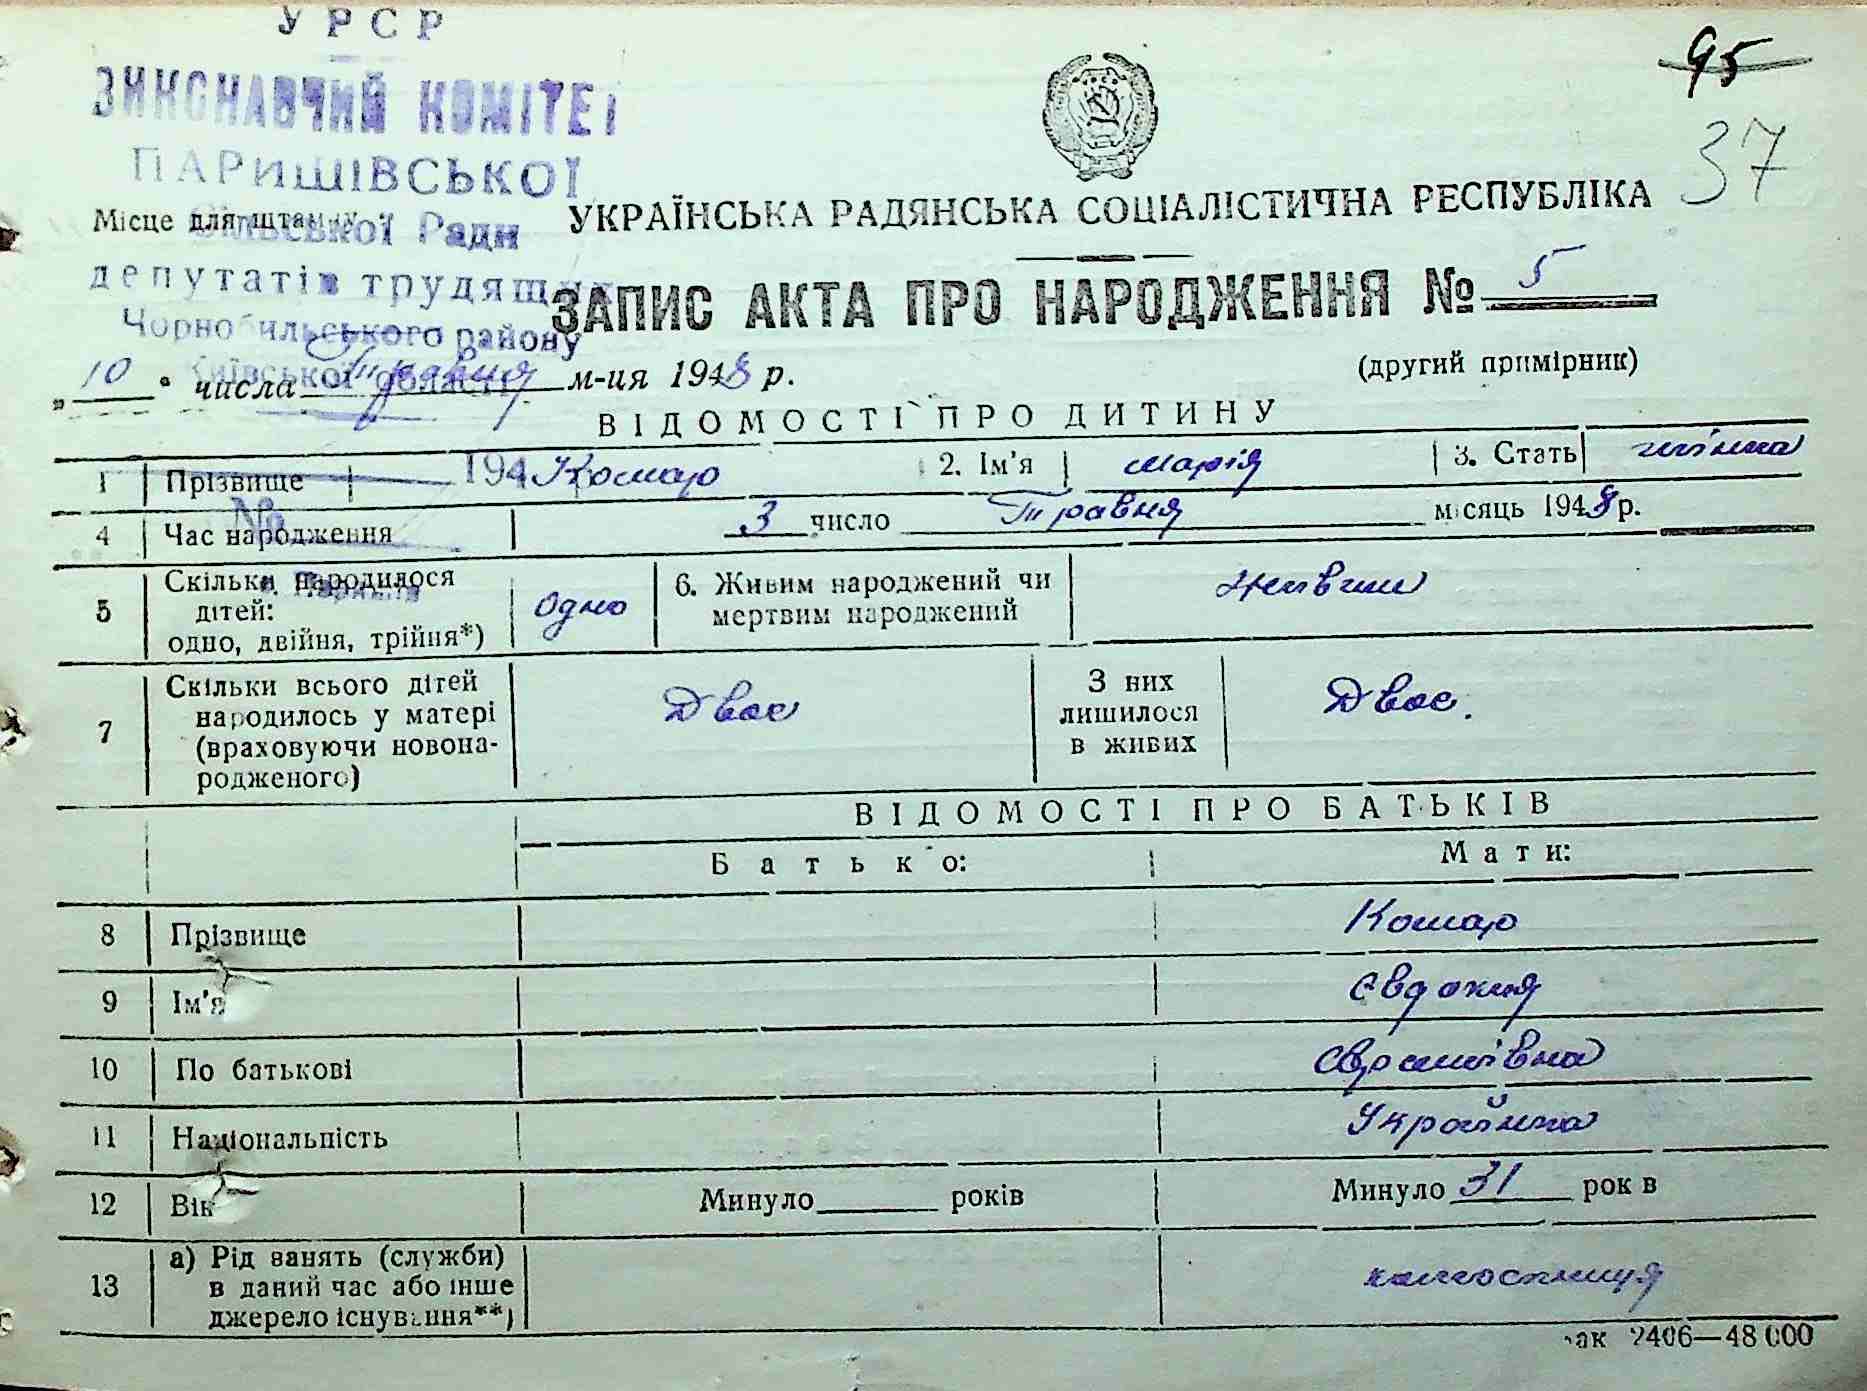 УРСР
ВИКОНАВЧИЙ КОМІТЕТ
ПАРИШІВСЬКОЇ
Сільської Ради
депутатів трудящих
Чорнобильського району
Київської області
194
№
95
37
Місце для штампу
УКРАЇНСЬКА РАДЯНСЬКА СОЦІАЛІСТИЧНА РЕСПУБЛІКА
ЗАПИС АКТА ПРО НАРОДЖЕННЯ № 5
(другий примірник)
„ 10 " числа Травня м-ця 1948 р.
ВІДОМОСТІ ПРО ДИТИНУ
1 Прізвище Комар 2. Ім'я Марія 3. Стать жінка
4 Час народження 3 число Травня місяць 1948 р.
5 Скільки народилося дітей: одно, двійня, трійня*) одно 6. Живим народжений чи мертвим народжений Живим
7 Скільки всього дітей народилось у матері (враховуючи новонародженого) Двоє З них лишилося в живих Двоє.
ВІДОМОСТІ ПРО БАТЬКІВ
Батько: Мати:
8 Прізвище Комар
9 Ім'я Євдокия
10 По батькові
11 Національність Українка
12 Вік Минуло років Минуло 31 років
13 а) Рід занять (служби) в даний час або інше джерело існування**) колгоспниця
Зак 2406—48 000